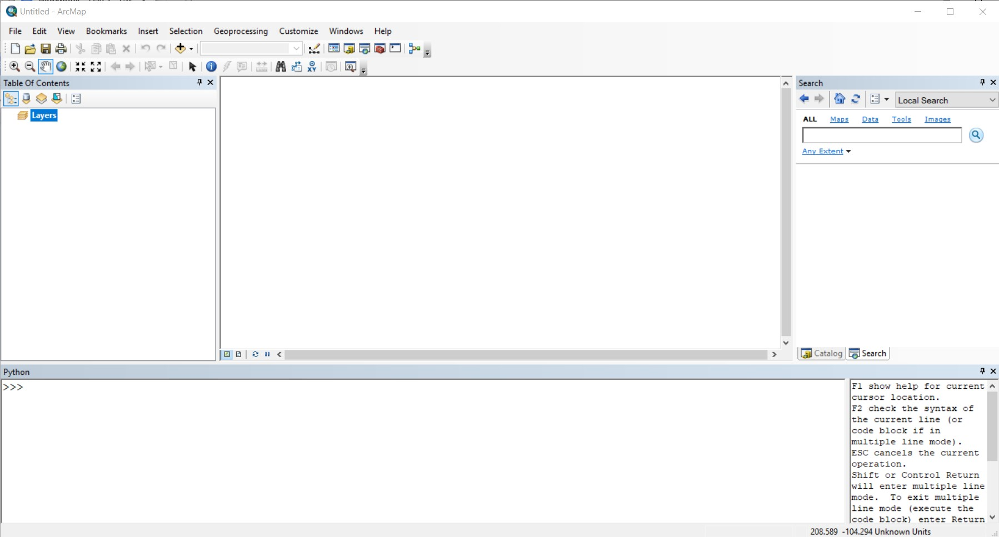 Untitled - ArcMap
File Edit View Bookmarks Insert Selection Geoprocessing Customize Windows Help
Table Of Contents
Layers
Search
Local Search
ALL Maps Data Tools Images
Any Extent
Catalog Search
Python
>>>
F1 show help for current
cursor location.
F2 check the syntax of
the current line (or
code block if in
multiple line mode).
ESC cancels the current
operation.
Shift or Control Return
will enter multiple line
mode.  To exit multiple
line mode (execute the
code block) enter Return
208.589 -104.294 Unknown Units